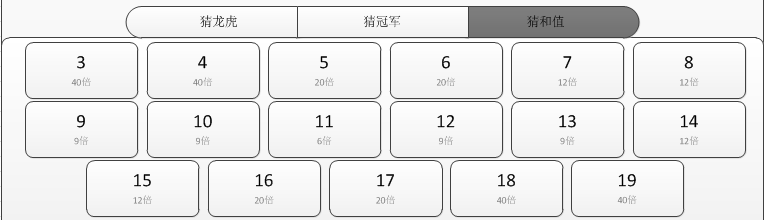 猜龙虎 猜冠军 猜和值
3 4 5 6 7 8
40倍 40倍 20倍 20倍 12倍 12倍
9 10 11 12 13 14
9倍 9倍 6倍 9倍 9倍 12倍
15 16 17 18 19
12倍 20倍 20倍 40倍 40倍